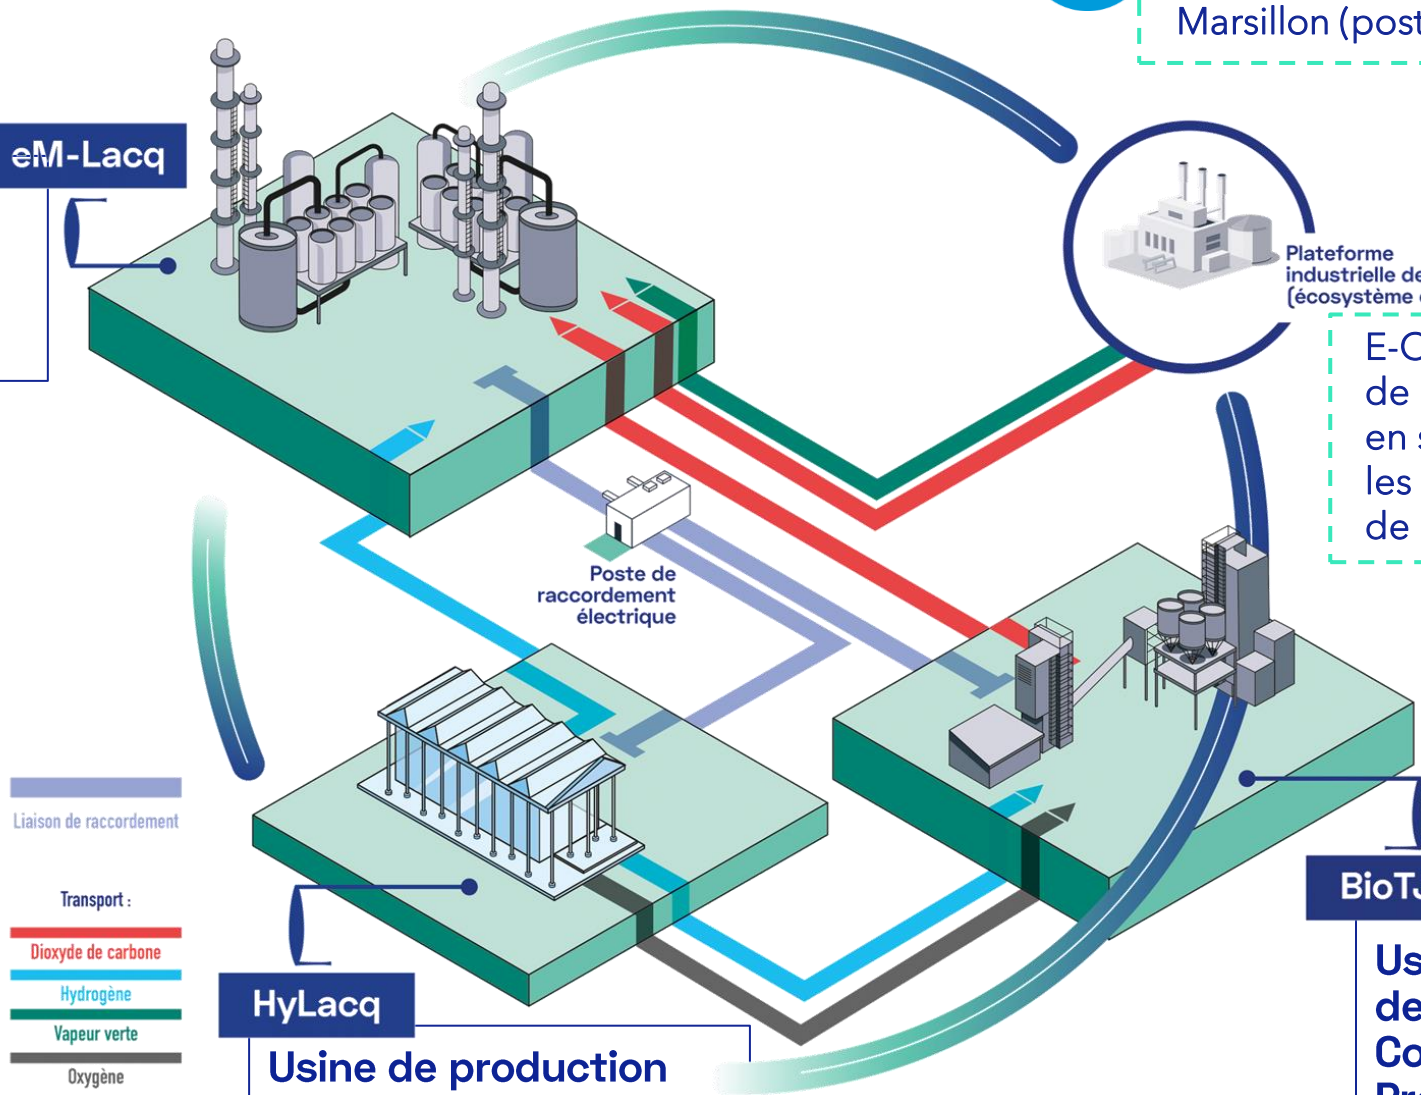 Marsillon (post
eM-Lacq
Plateforme
industrielle de
(écosystème
E-C
de
en s
les
de
Poste de
raccordement
électrique
Liaison de raccordement
Transport :
Dioxyde de carbone
Hydrogène
Vapeur verte
Oxygène
HyLacq
Usine de production
BioTJ
Us
de
Co